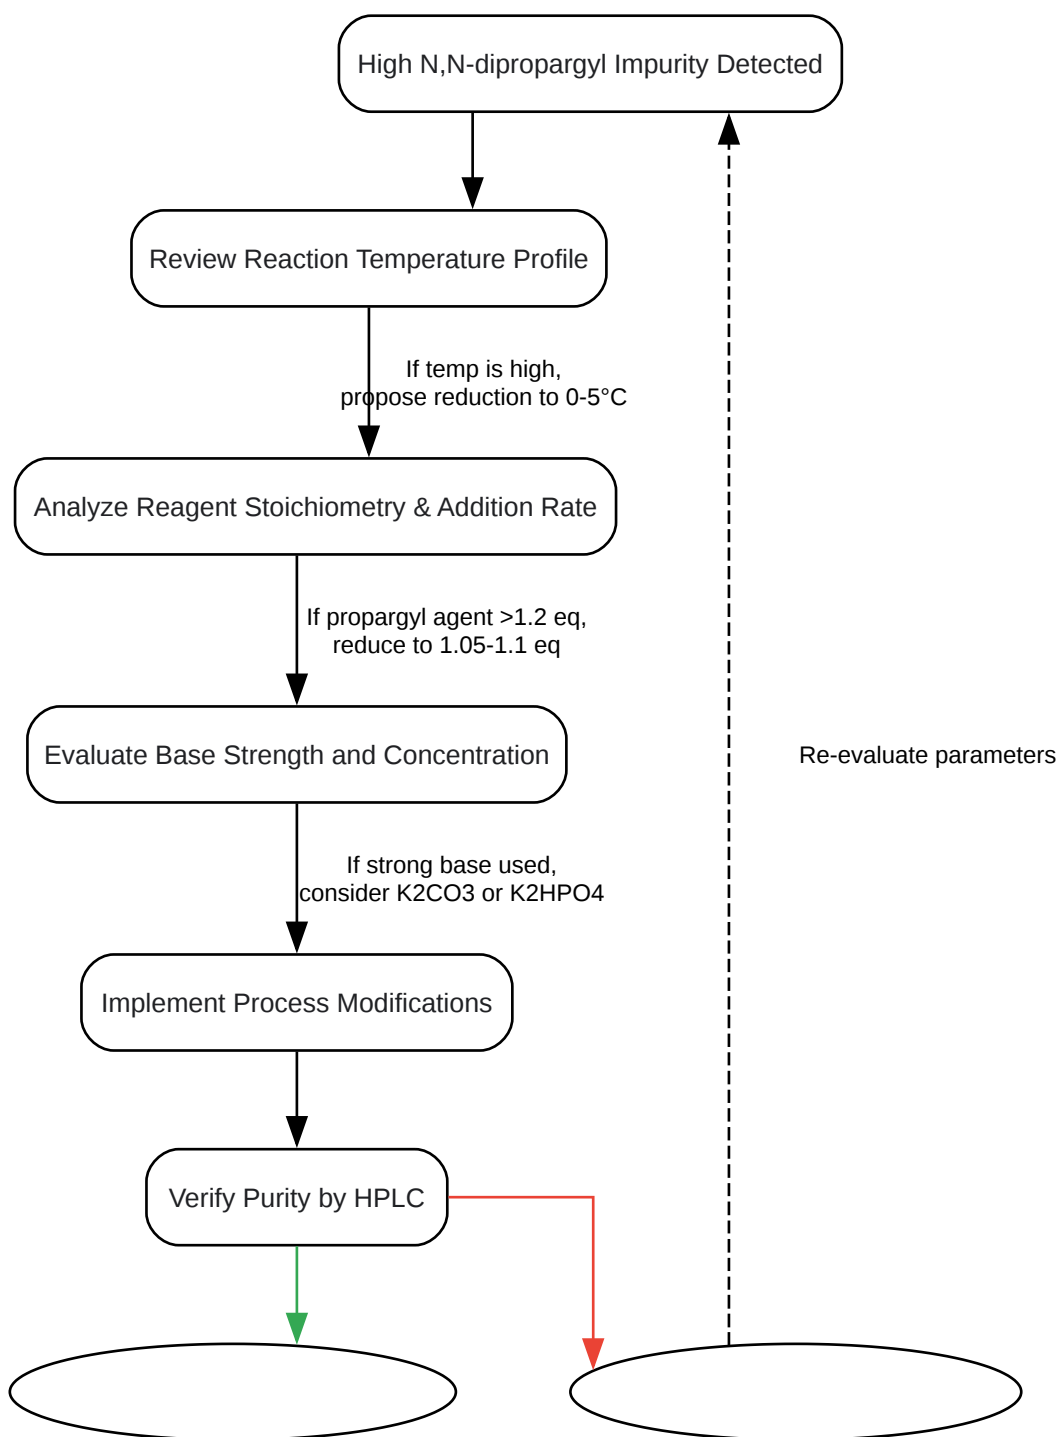 High N,N-dipropargyl Impurity Detected
Review Reaction Temperature Profile
If temp is high,
propose reduction to 0-5°C
Analyze Reagent Stoichiometry & Addition Rate
If propargyl agent >1.2 eq,
reduce to 1.05-1.1 eq
Evaluate Base Strength and Concentration
Re-evaluate parameters
If strong base used,
consider K2CO3 or K2HPO4
Implement Process Modifications
Verify Purity by HPLC